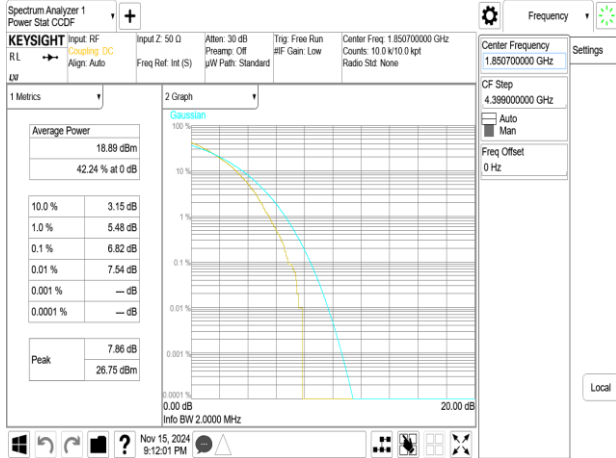 Spectrum Analyzer 1
Power Stat CCDF
Frequency
KEYSIGHT
RL
Input: RF
Coupling: DC
Align: Auto
Input Z: 50 Ω
Freq Ref: Int (S)
Atten: 30 dB
Preamp: Off
µW Path: Standard
Trig: Free Run
#IF Gain: Low
Center Freq: 1.850700000 GHz
Counts: 10.0 k/10.0 kpt
Radio Std: None
LXI
Center Frequency
1.850700000 GHz
Settings
CF Step
4.399000000 GHz
Auto
Man
Freq Offset
0 Hz
1 Metrics
2 Graph
Average Power
18.89 dBm
42.24 % at 0 dB
10.0 % 3.15 dB
1.0 % 5.48 dB
0.1 % 6.82 dB
0.01 % 7.54 dB
0.001 % --- dB
0.0001 % --- dB
Peak
7.86 dB
26.75 dBm
Gaussian
100 %
10 %
1 %
0.1 %
0.01 %
0.001 %
0.0001 %
0.00 dB 20.00 dB
Info BW 2.0000 MHz
Local
?
Nov 15, 2024
9:12:01 PM